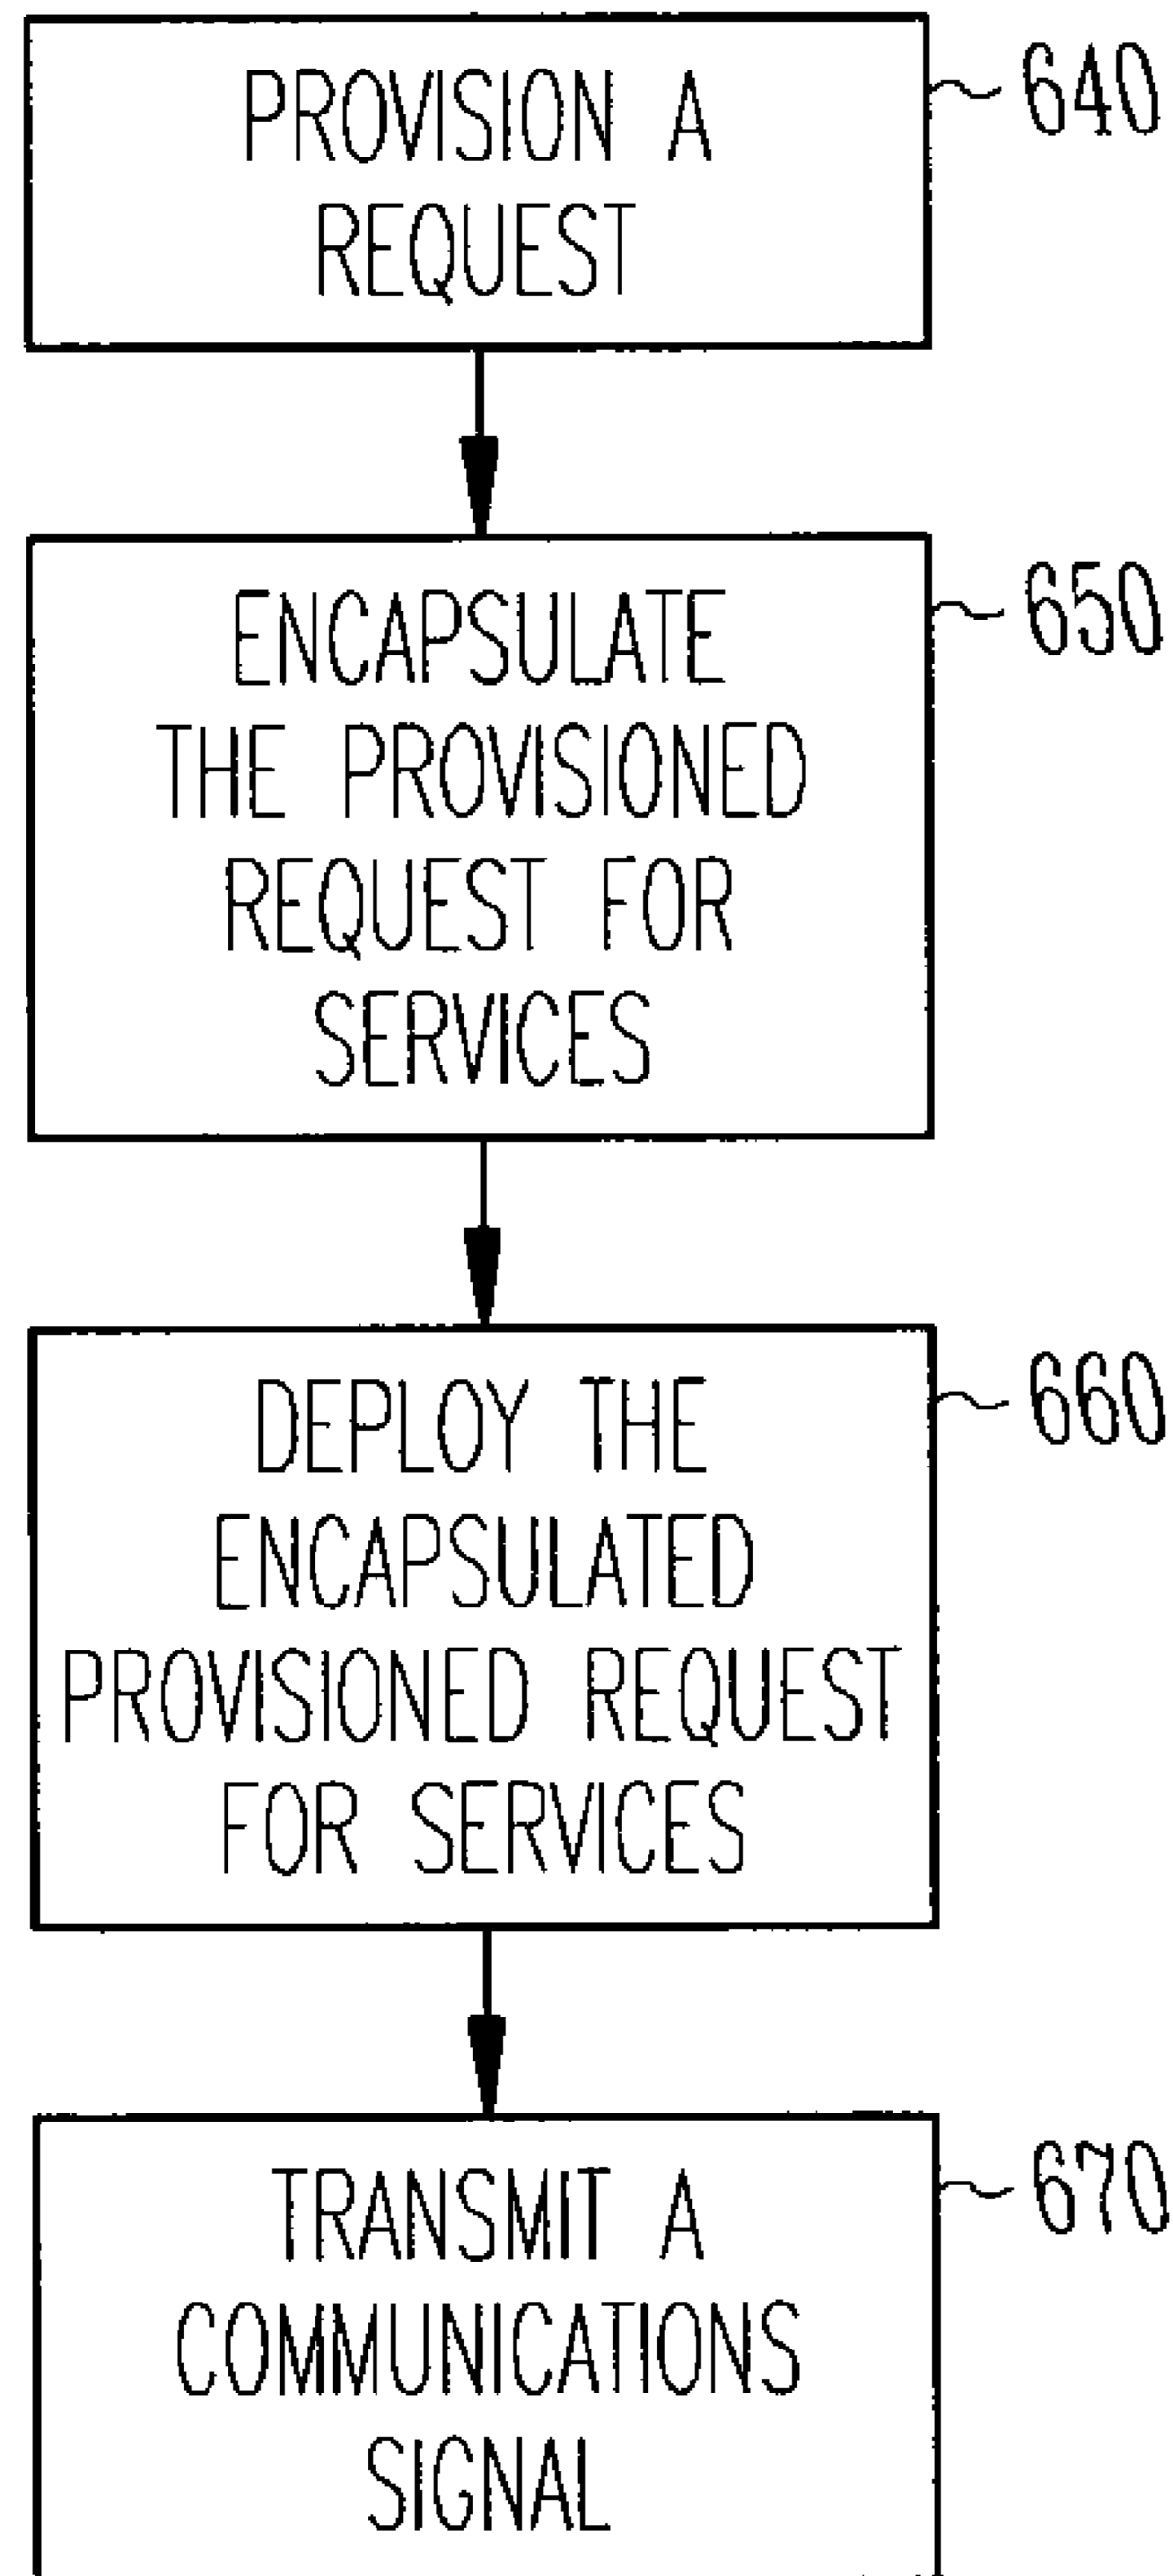 PROVISION A
REQUEST
640
ENCAPSULATE
THE PROVISIONED
REQUEST FOR
SERVICES
650
DEPLOY THE
ENCAPSULATED
PROVISIONED REQUEST
FOR SERVICES
660
TRANSMIT A
COMMUNICATIONS
SIGNAL
670